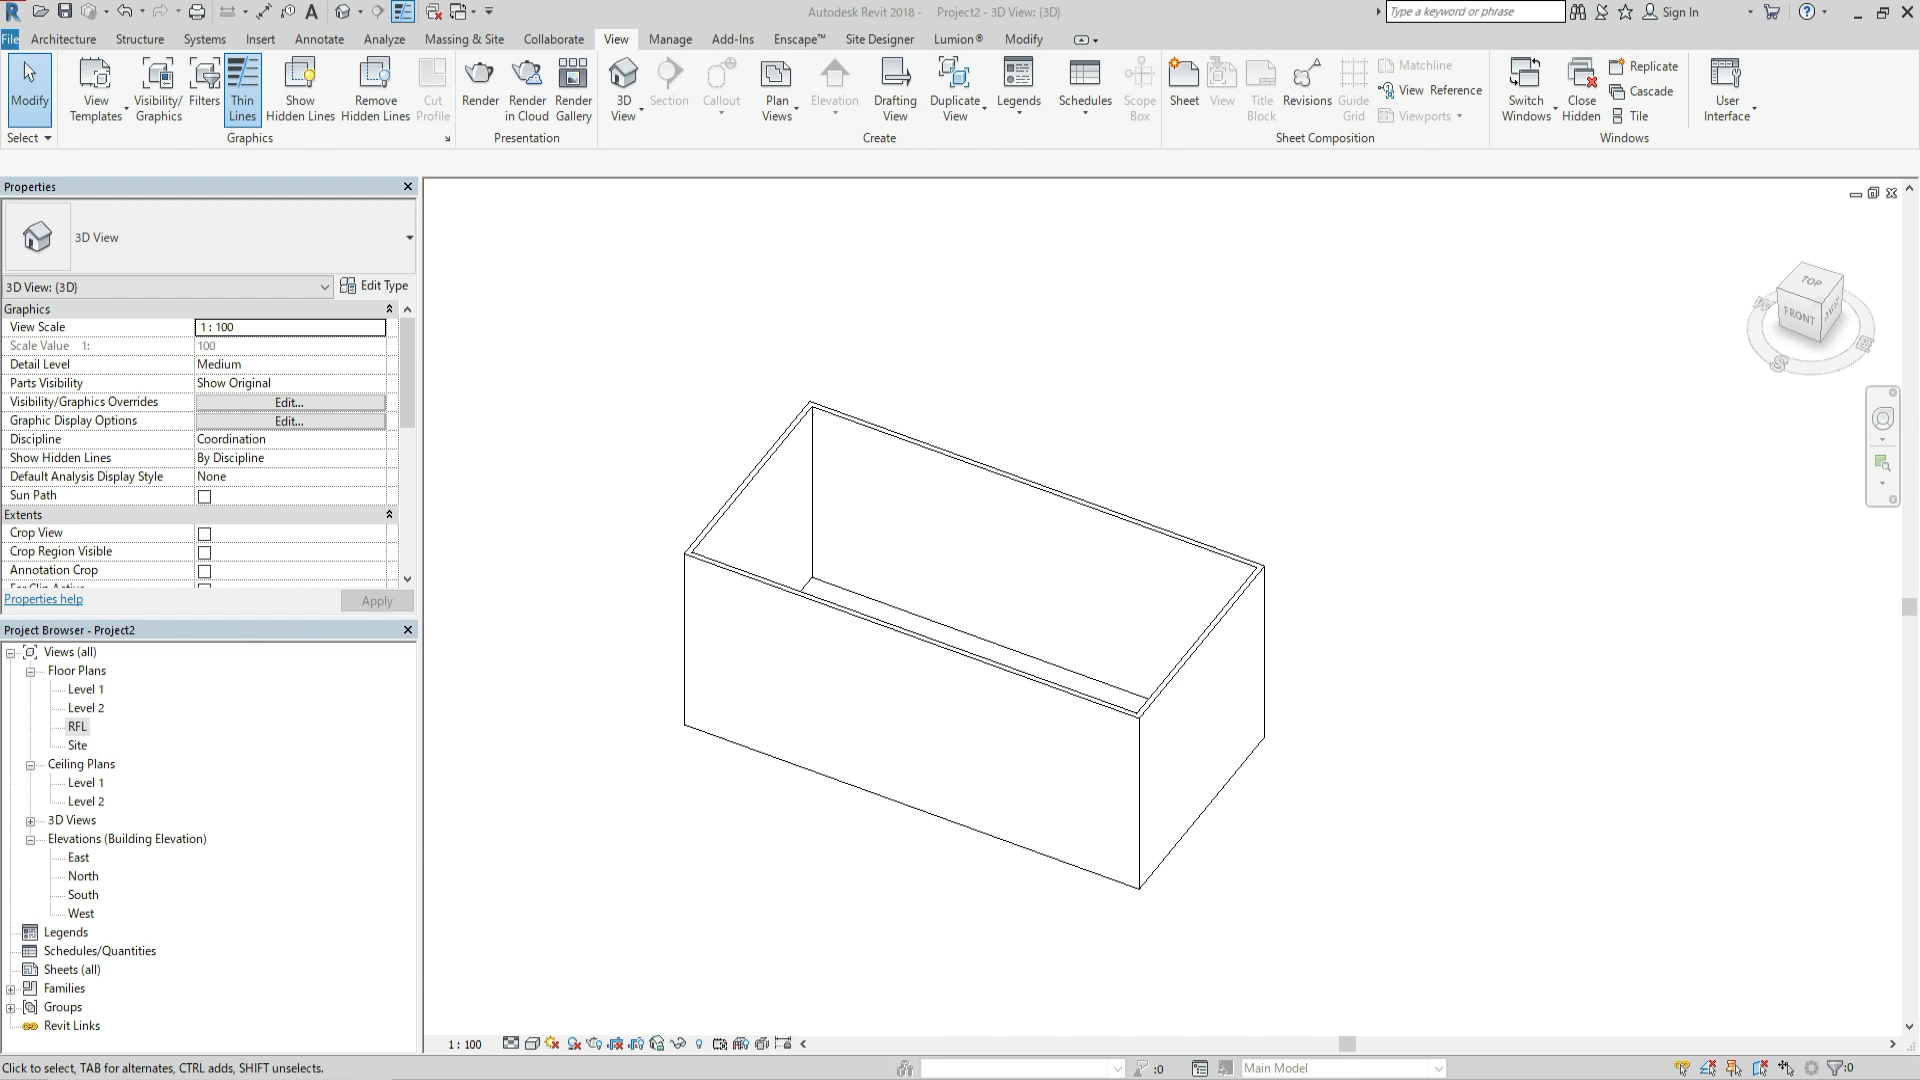 Autodesk Revit 2018 - Project2 - 3D View: {3D}
Type a keyword or phrase
Sign In
File Architecture Structure Systems Insert Annotate Analyze Massing & Site Collaborate View Manage Add-Ins Enscape™ Site Designer Lumion® Modify
Modify
View Templates
Visibility/ Graphics
Filters
Thin Lines
Show Hidden Lines
Remove Hidden Lines
Cut Profile
Render
Render in Cloud
Render Gallery
3D View
Section
Callout
Plan Views
Elevation
Drafting View
Duplicate View
Legends
Schedules
Scope Box
Sheet
View
Title Block
Revisions
Guide Grid
Matchline
View Reference
Viewports
Switch Windows
Close Hidden
Replicate
Cascade
Tile
User Interface
Select
Graphics
Presentation
Create
Sheet Composition
Windows
Properties
3D View
3D View: {3D}
Edit Type
Graphics
View Scale 1 : 100
Scale Value 1: 100
Detail Level Medium
Parts Visibility Show Original
Visibility/Graphics Overrides Edit...
Graphic Display Options Edit...
Discipline Coordination
Show Hidden Lines By Discipline
Default Analysis Display Style None
Sun Path
Extents
Crop View
Crop Region Visible
Annotation Crop
Properties help
Apply
Project Browser - Project2
Views (all)
Floor Plans
Level 1
Level 2
RFL
Site
Ceiling Plans
Level 1
Level 2
3D Views
Elevations (Building Elevation)
East
North
South
West
Legends
Schedules/Quantities
Sheets (all)
Families
Groups
Revit Links
TOP
FRONT
W
S
E
1 : 100
Click to select, TAB for alternates, CTRL adds, SHIFT unselects.
:0
Main Model
:0